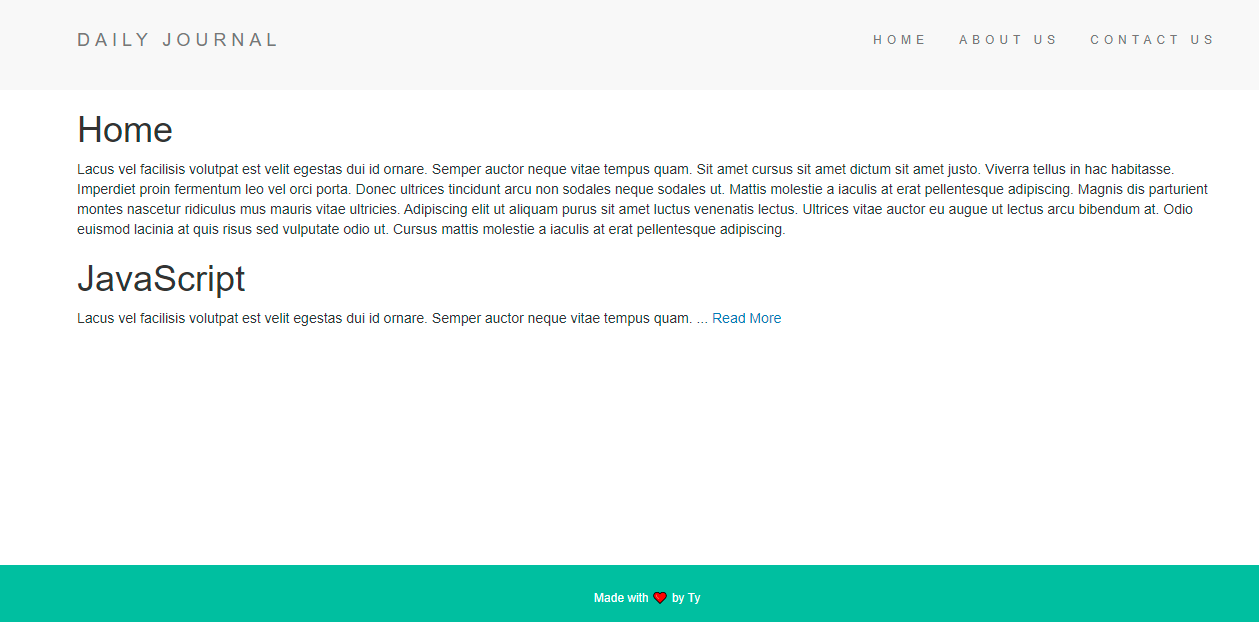 DAILY JOURNAL
HOME ABOUT US CONTACT US
Home
Lacus vel facilisis volutpat est velit egestas dui id ornare. Semper auctor neque vitae tempus quam. Sit amet cursus sit amet dictum sit amet justo. Viverra tellus in hac habitasse.
Imperdiet proin fermentum leo vel orci porta. Donec ultrices tincidunt arcu non sodales neque sodales ut. Mattis molestie a iaculis at erat pellentesque adipiscing. Magnis dis parturient
montes nascetur ridiculus mus mauris vitae ultricies. Adipiscing elit ut aliquam purus sit amet luctus venenatis lectus. Ultrices vitae auctor eu augue ut lectus arcu bibendum at. Odio
euismod lacinia at quis risus sed vulputate odio ut. Cursus mattis molestie a iaculis at erat pellentesque adipiscing.
JavaScript
Lacus vel facilisis volutpat est velit egestas dui id ornare. Semper auctor neque vitae tempus quam. ... Read More
Made with ❤ by Ty